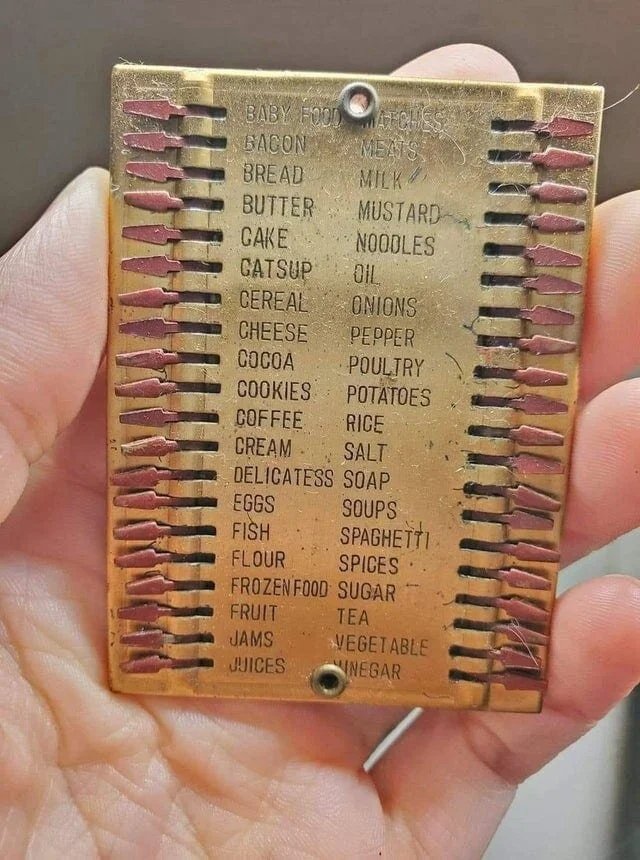 BABY FOOD
BACON
BREAD
BUTTER
CAKE
CATSUP
CEREAL
CHEESE
COCOA
COOKIES
COFFEE
CREAM
DELICATESS
EGGS
FISH
FLOUR
FROZEN FOOD
FRUIT
JAMS
JUICES
MATCHES
MEATS
MILK
MUSTARD
NOODLES
OIL
ONIONS
PEPPER
POULTRY
POTATOES
RICE
SALT
SOAP
SOUPS
SPAGHETTI
SPICES
SUGAR
TEA
VEGETABLE
VINEGAR